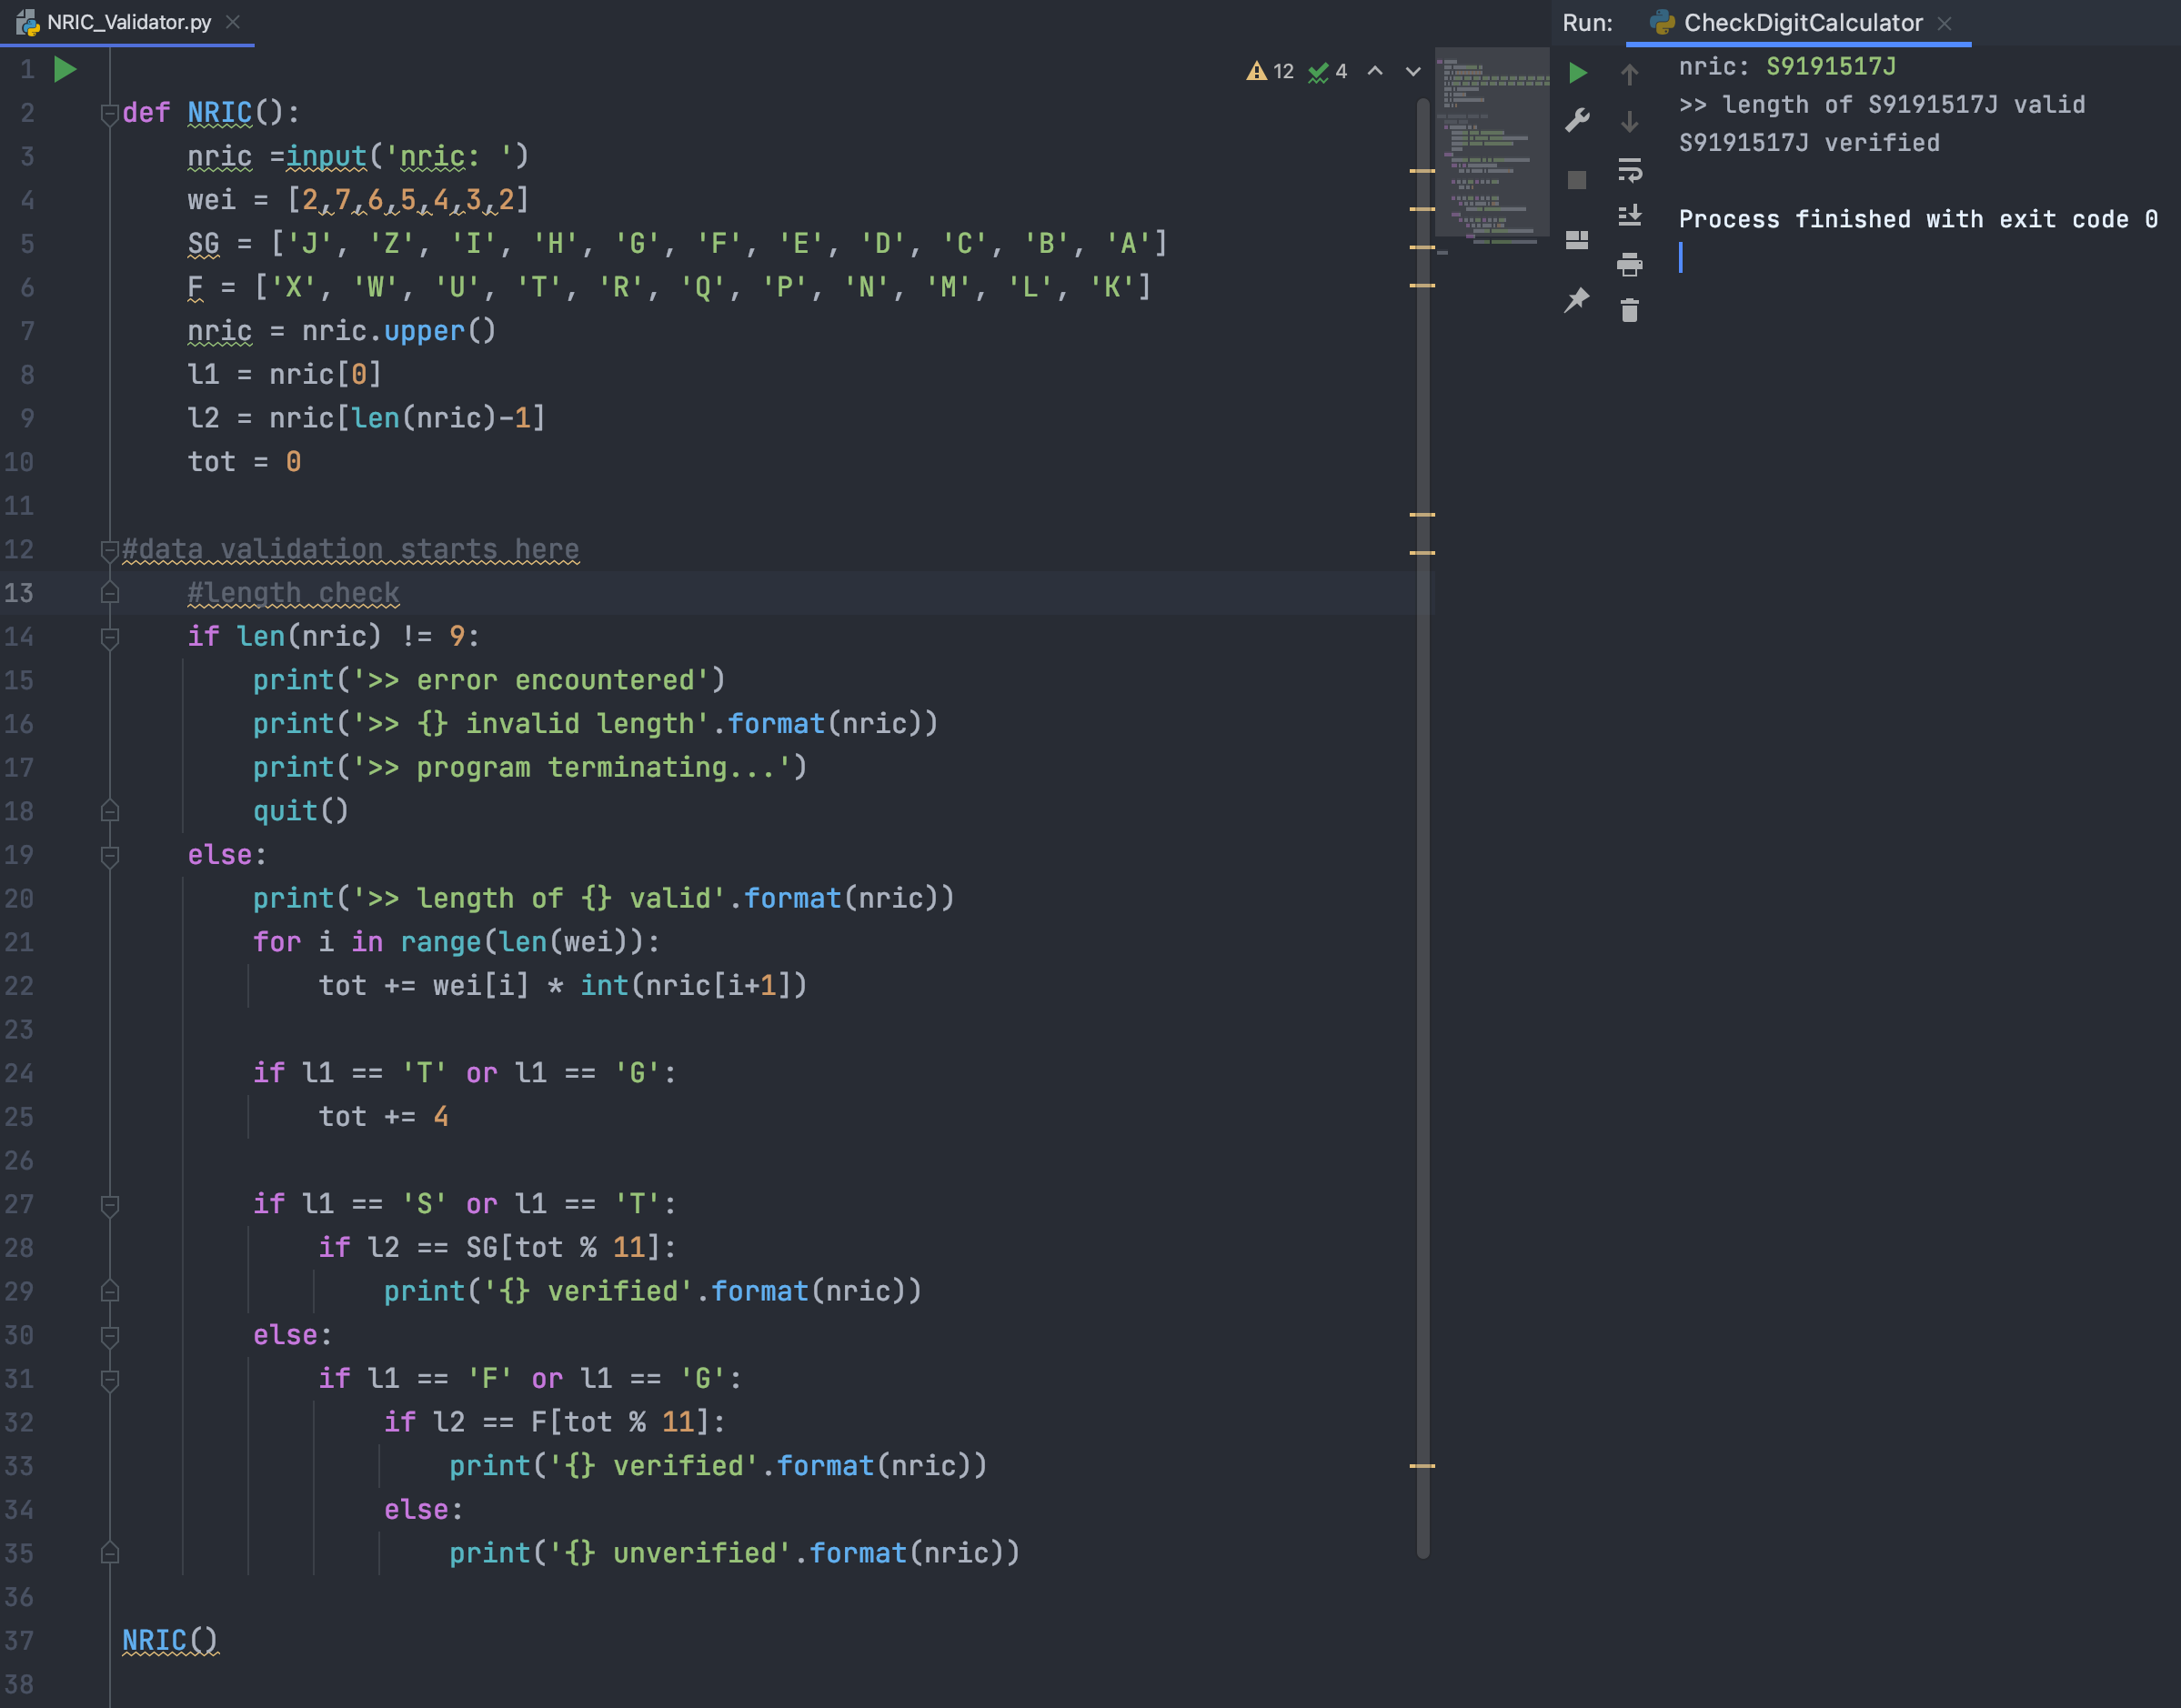 NRIC_Validator.py
12 4
1
2 def NRIC():
3     nric =input('nric: ')
4     wei = [2,7,6,5,4,3,2]
5     SG = ['J', 'Z', 'I', 'H', 'G', 'F', 'E', 'D', 'C', 'B', 'A']
6     F = ['X', 'W', 'U', 'T', 'R', 'Q', 'P', 'N', 'M', 'L', 'K']
7     nric = nric.upper()
8     l1 = nric[0]
9     l2 = nric[len(nric)-1]
10     tot = 0
11
12 #data validation starts here
13     #length check
14     if len(nric) != 9:
15         print('>> error encountered')
16         print('>> {} invalid length'.format(nric))
17         print('>> program terminating...')
18         quit()
19     else:
20         print('>> length of {} valid'.format(nric))
21         for i in range(len(wei)):
22             tot += wei[i] * int(nric[i+1])
23
24         if l1 == 'T' or l1 == 'G':
25             tot += 4
26
27         if l1 == 'S' or l1 == 'T':
28             if l2 == SG[tot % 11]:
29                 print('{} verified'.format(nric))
30         else:
31             if l1 == 'F' or l1 == 'G':
32                 if l2 == F[tot % 11]:
33                     print('{} verified'.format(nric))
34                 else:
35                     print('{} unverified'.format(nric))
36
37 NRIC()
38
Run: CheckDigitCalculator
nric: S9191517J
>> length of S9191517J valid
S9191517J verified
Process finished with exit code 0